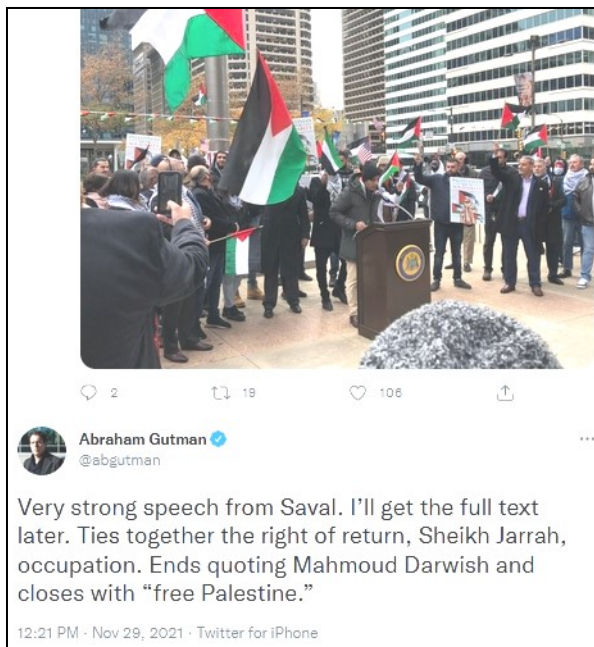 2
19
106
Abraham Gutman
@abgutman
Very strong speech from Saval. I’ll get the full text
later. Ties together the right of return, Sheikh Jarrah,
occupation. Ends quoting Mahmoud Darwish and
closes with “free Palestine.”
12:21 PM · Nov 29, 2021 · Twitter for iPhone